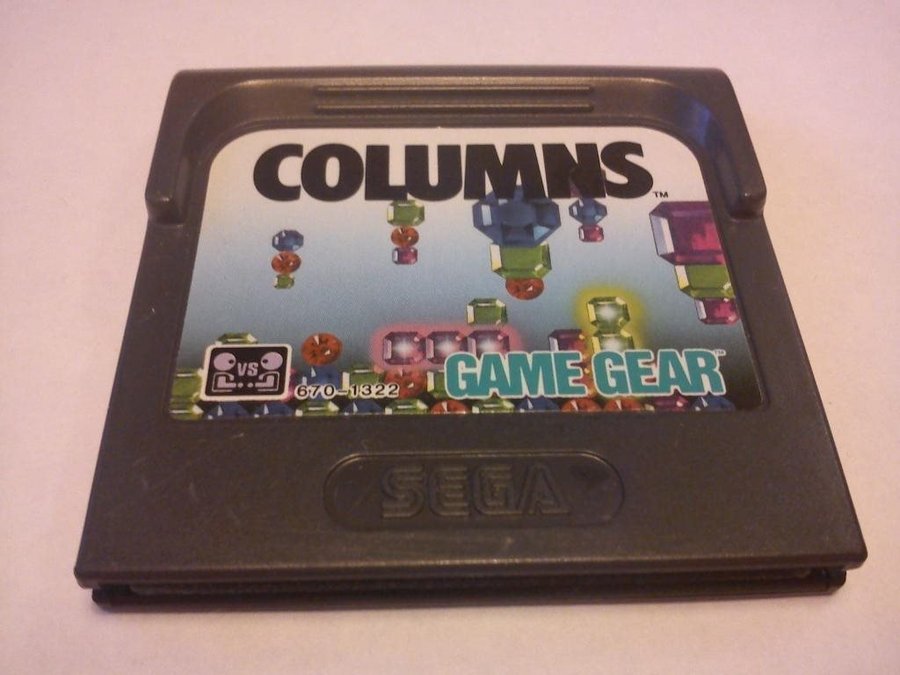 COLUMNS™
VS
670-1322
GAME GEAR™
SEGA